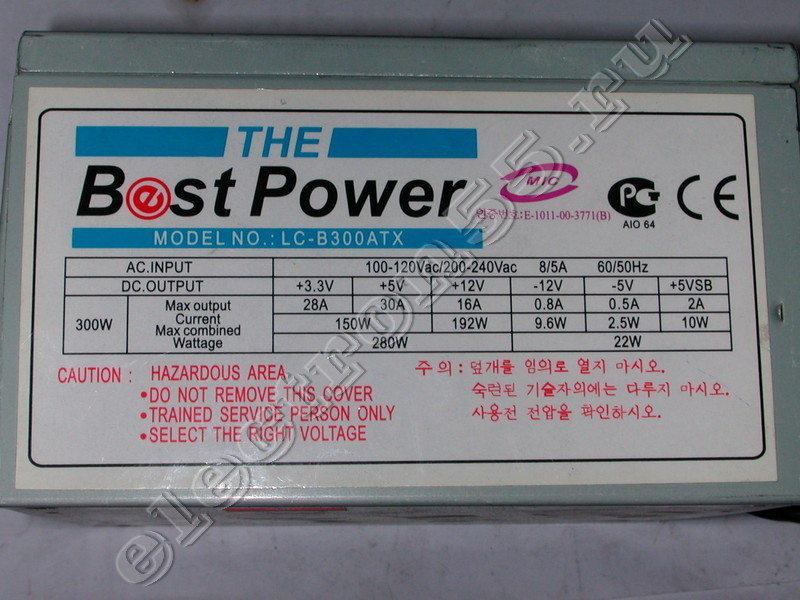 THE
Best Power
MIC
인증번호:E-1011-00-3771(B)
PG
AIO 64
CE
MODEL NO.: LC-B300ATX
AC.INPUT 100-120Vac/200-240Vac 8/5A 60/50Hz
DC.OUTPUT +3.3V +5V +12V -12V -5V +5VSB
300W
Max output 28A 30A 16A 0.8A 0.5A 2A
Current
Max combined 150W 192W 9.6W 2.5W 10W
Wattage 280W 22W
CAUTION : HAZARDOUS AREA
•DO NOT REMOVE THIS COVER
•TRAINED SERVICE PERSON ONLY
•SELECT THE RIGHT VOLTAGE
주 의 : 덮개를 임의로 열지 마시오.
숙련된 기술자외에는 다루지 마시오.
사용전 전압을 확인하시오.
electron55.ru